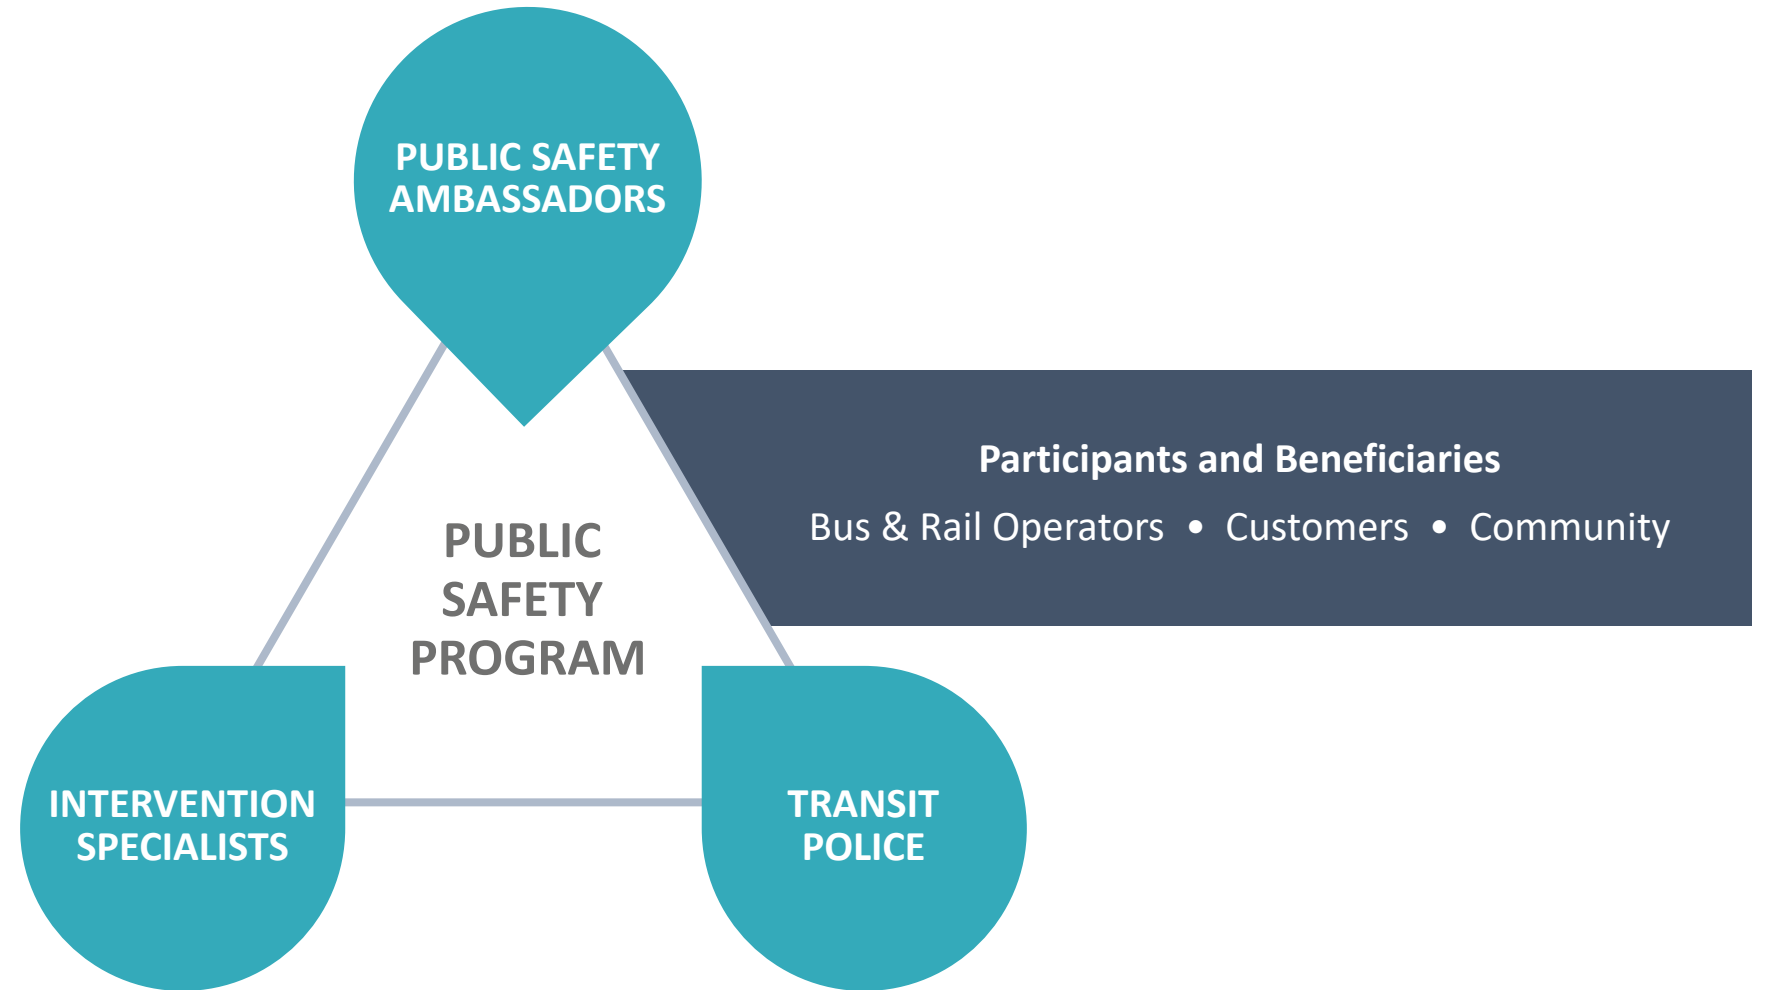 PUBLIC SAFETY
AMBASSADORS
Participants and Beneficiaries
Bus & Rail Operators • Customers • Community
PUBLIC
SAFETY
PROGRAM
INTERVENTION
SPECIALISTS
TRANSIT
POLICE